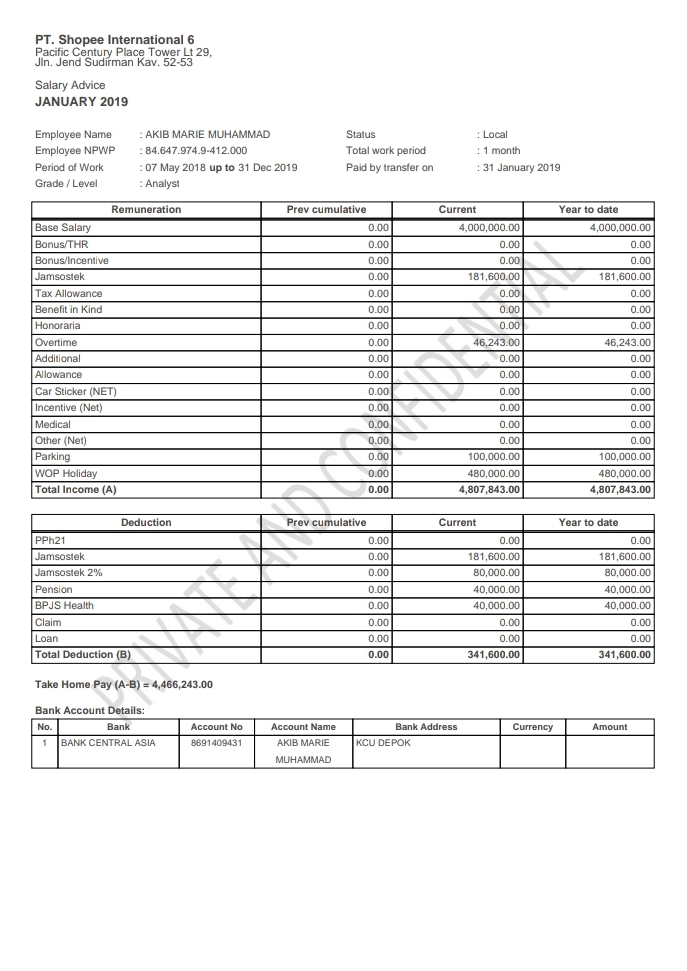 PT. Shopee International 6
Pacific Century Place Tower Lt 29,
Jln. Jend Sudirman Kav. 52-53
Salary Advice
JANUARY 2019
Employee Name : AKIB MARIE MUHAMMAD Status : Local
Employee NPWP : 84.647.974.9-412.000 Total work period : 1 month
Period of Work : 07 May 2018 up to 31 Dec 2019 Paid by transfer on : 31 January 2019
Grade / Level : Analyst
Remuneration Prev cumulative Current Year to date
Base Salary 0.00 4,000,000.00 4,000,000.00
Bonus/THR 0.00 0.00 0.00
Bonus/Incentive 0.00 0.00 0.00
Jamsostek 0.00 181,600.00 181,600.00
Tax Allowance 0.00 0.00 0.00
Benefit in Kind 0.00 0.00 0.00
Honoraria 0.00 0.00 0.00
Overtime 0.00 46,243.00 46,243.00
Additional 0.00 0.00 0.00
Allowance 0.00 0.00 0.00
Car Sticker (NET) 0.00 0.00 0.00
Incentive (Net) 0.00 0.00 0.00
Medical 0.00 0.00 0.00
Other (Net) 0.00 0.00 0.00
Parking 0.00 100,000.00 100,000.00
WOP Holiday 0.00 480,000.00 480,000.00
Total Income (A) 0.00 4,807,843.00 4,807,843.00
Deduction Prev cumulative Current Year to date
PPh21 0.00 0.00 0.00
Jamsostek 0.00 181,600.00 181,600.00
Jamsostek 2% 0.00 80,000.00 80,000.00
Pension 0.00 40,000.00 40,000.00
BPJS Health 0.00 40,000.00 40,000.00
Claim 0.00 0.00 0.00
Loan 0.00 0.00 0.00
Total Deduction (B) 0.00 341,600.00 341,600.00
PRIVATE AND CONFIDENTIAL
Take Home Pay (A-B) = 4,466,243.00
Bank Account Details:
No. Bank Account No Account Name Bank Address Currency Amount
1 BANK CENTRAL ASIA 8691409431 AKIB MARIE KCU DEPOK
MUHAMMAD